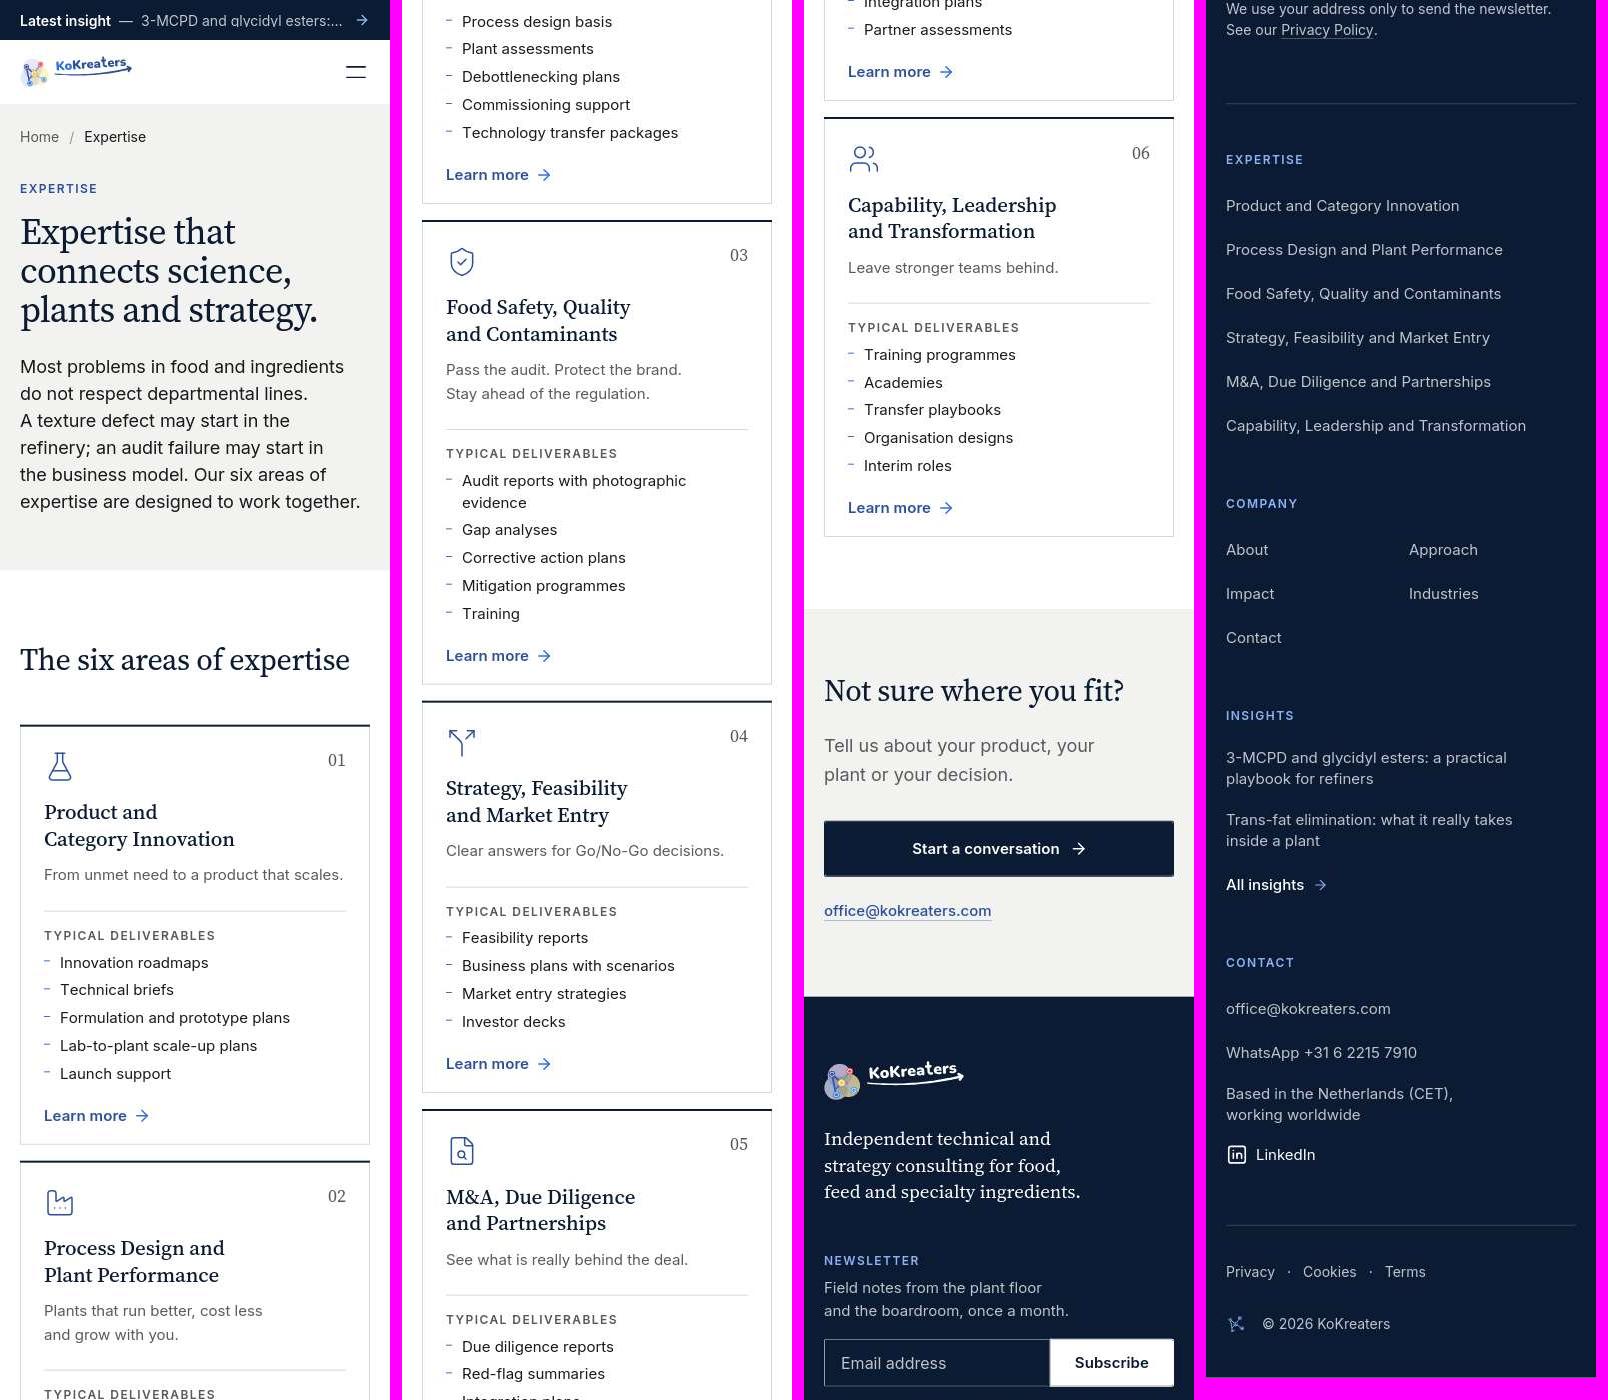 Latest insight — 3-MCPD and glycidyl esters:...
KoKreaters
Home / Expertise
EXPERTISE
Expertise that
connects science,
plants and strategy.
Most problems in food and ingredients
do not respect departmental lines.
A texture defect may start in the
refinery; an audit failure may start in
the business model. Our six areas of
expertise are designed to work together.
The six areas of expertise
01
Product and
Category Innovation
From unmet need to a product that scales.
TYPICAL DELIVERABLES
Innovation roadmaps
Technical briefs
Formulation and prototype plans
Lab-to-plant scale-up plans
Launch support
Learn more
02
Process Design and
Plant Performance
Plants that run better, cost less
and grow with you.
TYPICAL DELIVERABLES
Process design basis
Plant assessments
Debottlenecking plans
Commissioning support
Technology transfer packages
Learn more
03
Food Safety, Quality
and Contaminants
Pass the audit. Protect the brand.
Stay ahead of the regulation.
TYPICAL DELIVERABLES
Audit reports with photographic
evidence
Gap analyses
Corrective action plans
Mitigation programmes
Training
Learn more
04
Strategy, Feasibility
and Market Entry
Clear answers for Go/No-Go decisions.
TYPICAL DELIVERABLES
Feasibility reports
Business plans with scenarios
Market entry strategies
Investor decks
Learn more
05
M&A, Due Diligence
and Partnerships
See what is really behind the deal.
TYPICAL DELIVERABLES
Due diligence reports
Red-flag summaries
Integration plans
Integration plans
Partner assessments
Learn more
06
Capability, Leadership
and Transformation
Leave stronger teams behind.
TYPICAL DELIVERABLES
Training programmes
Academies
Transfer playbooks
Organisation designs
Interim roles
Learn more
Not sure where you fit?
Tell us about your product, your
plant or your decision.
Start a conversation
office@kokreaters.com
KoKreaters
Independent technical and
strategy consulting for food,
feed and specialty ingredients.
NEWSLETTER
Field notes from the plant floor
and the boardroom, once a month.
Email address
Subscribe
We use your address only to send the newsletter.
See our Privacy Policy.
EXPERTISE
Product and Category Innovation
Process Design and Plant Performance
Food Safety, Quality and Contaminants
Strategy, Feasibility and Market Entry
M&A, Due Diligence and Partnerships
Capability, Leadership and Transformation
COMPANY
About Approach
Impact Industries
Contact
INSIGHTS
3-MCPD and glycidyl esters: a practical
playbook for refiners
Trans-fat elimination: what it really takes
inside a plant
All insights
CONTACT
office@kokreaters.com
WhatsApp +31 6 2215 7910
Based in the Netherlands (CET),
working worldwide
LinkedIn
Privacy · Cookies · Terms
© 2026 KoKreaters